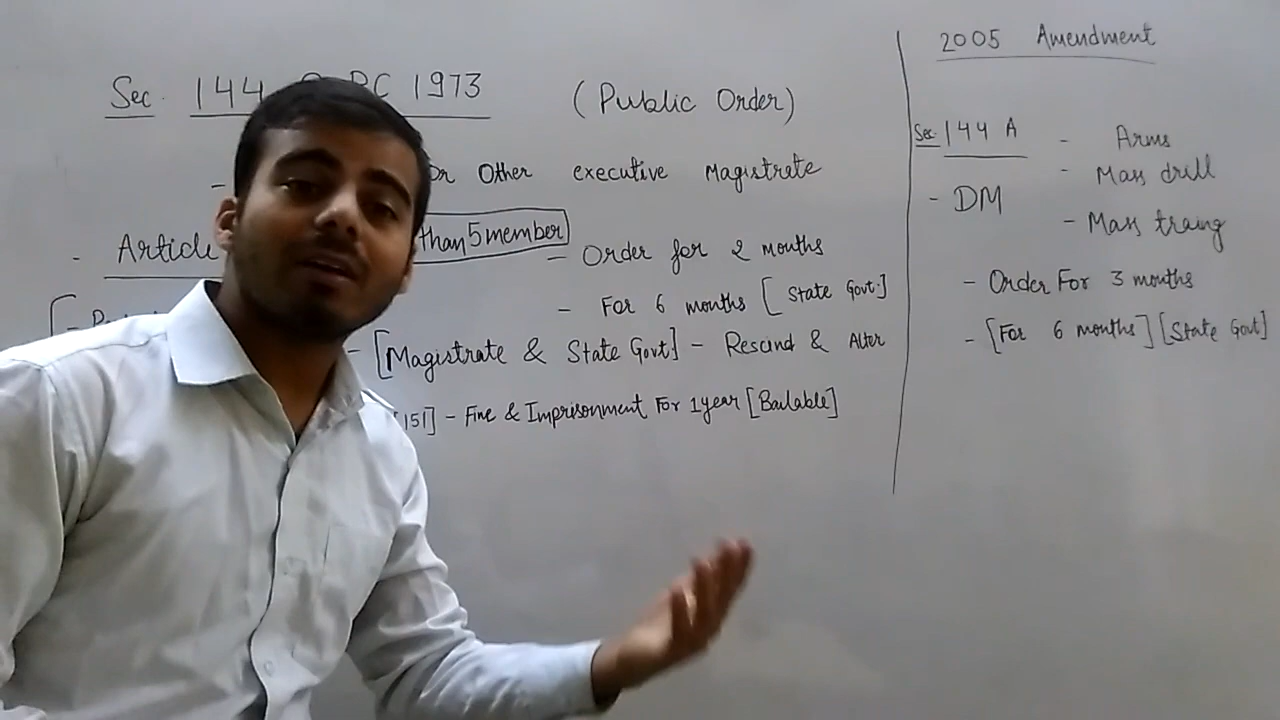 Sec. 144 PC 1973 (Public Order)
- Or Other executive Magistrate
- Article than 5 member
- Order for 2 months
- For 6 months [State Govt.]
- [Magistrate & State Govt] - Rescind & Alter
[151] - Fine & Imprisonment For 1 year [Bailable]
2005 Amendment
Sec. 144 A - Arms
- Mass drill
- DM
- Mass traing
- Order For 3 months
- [For 6 months] [State Govt]